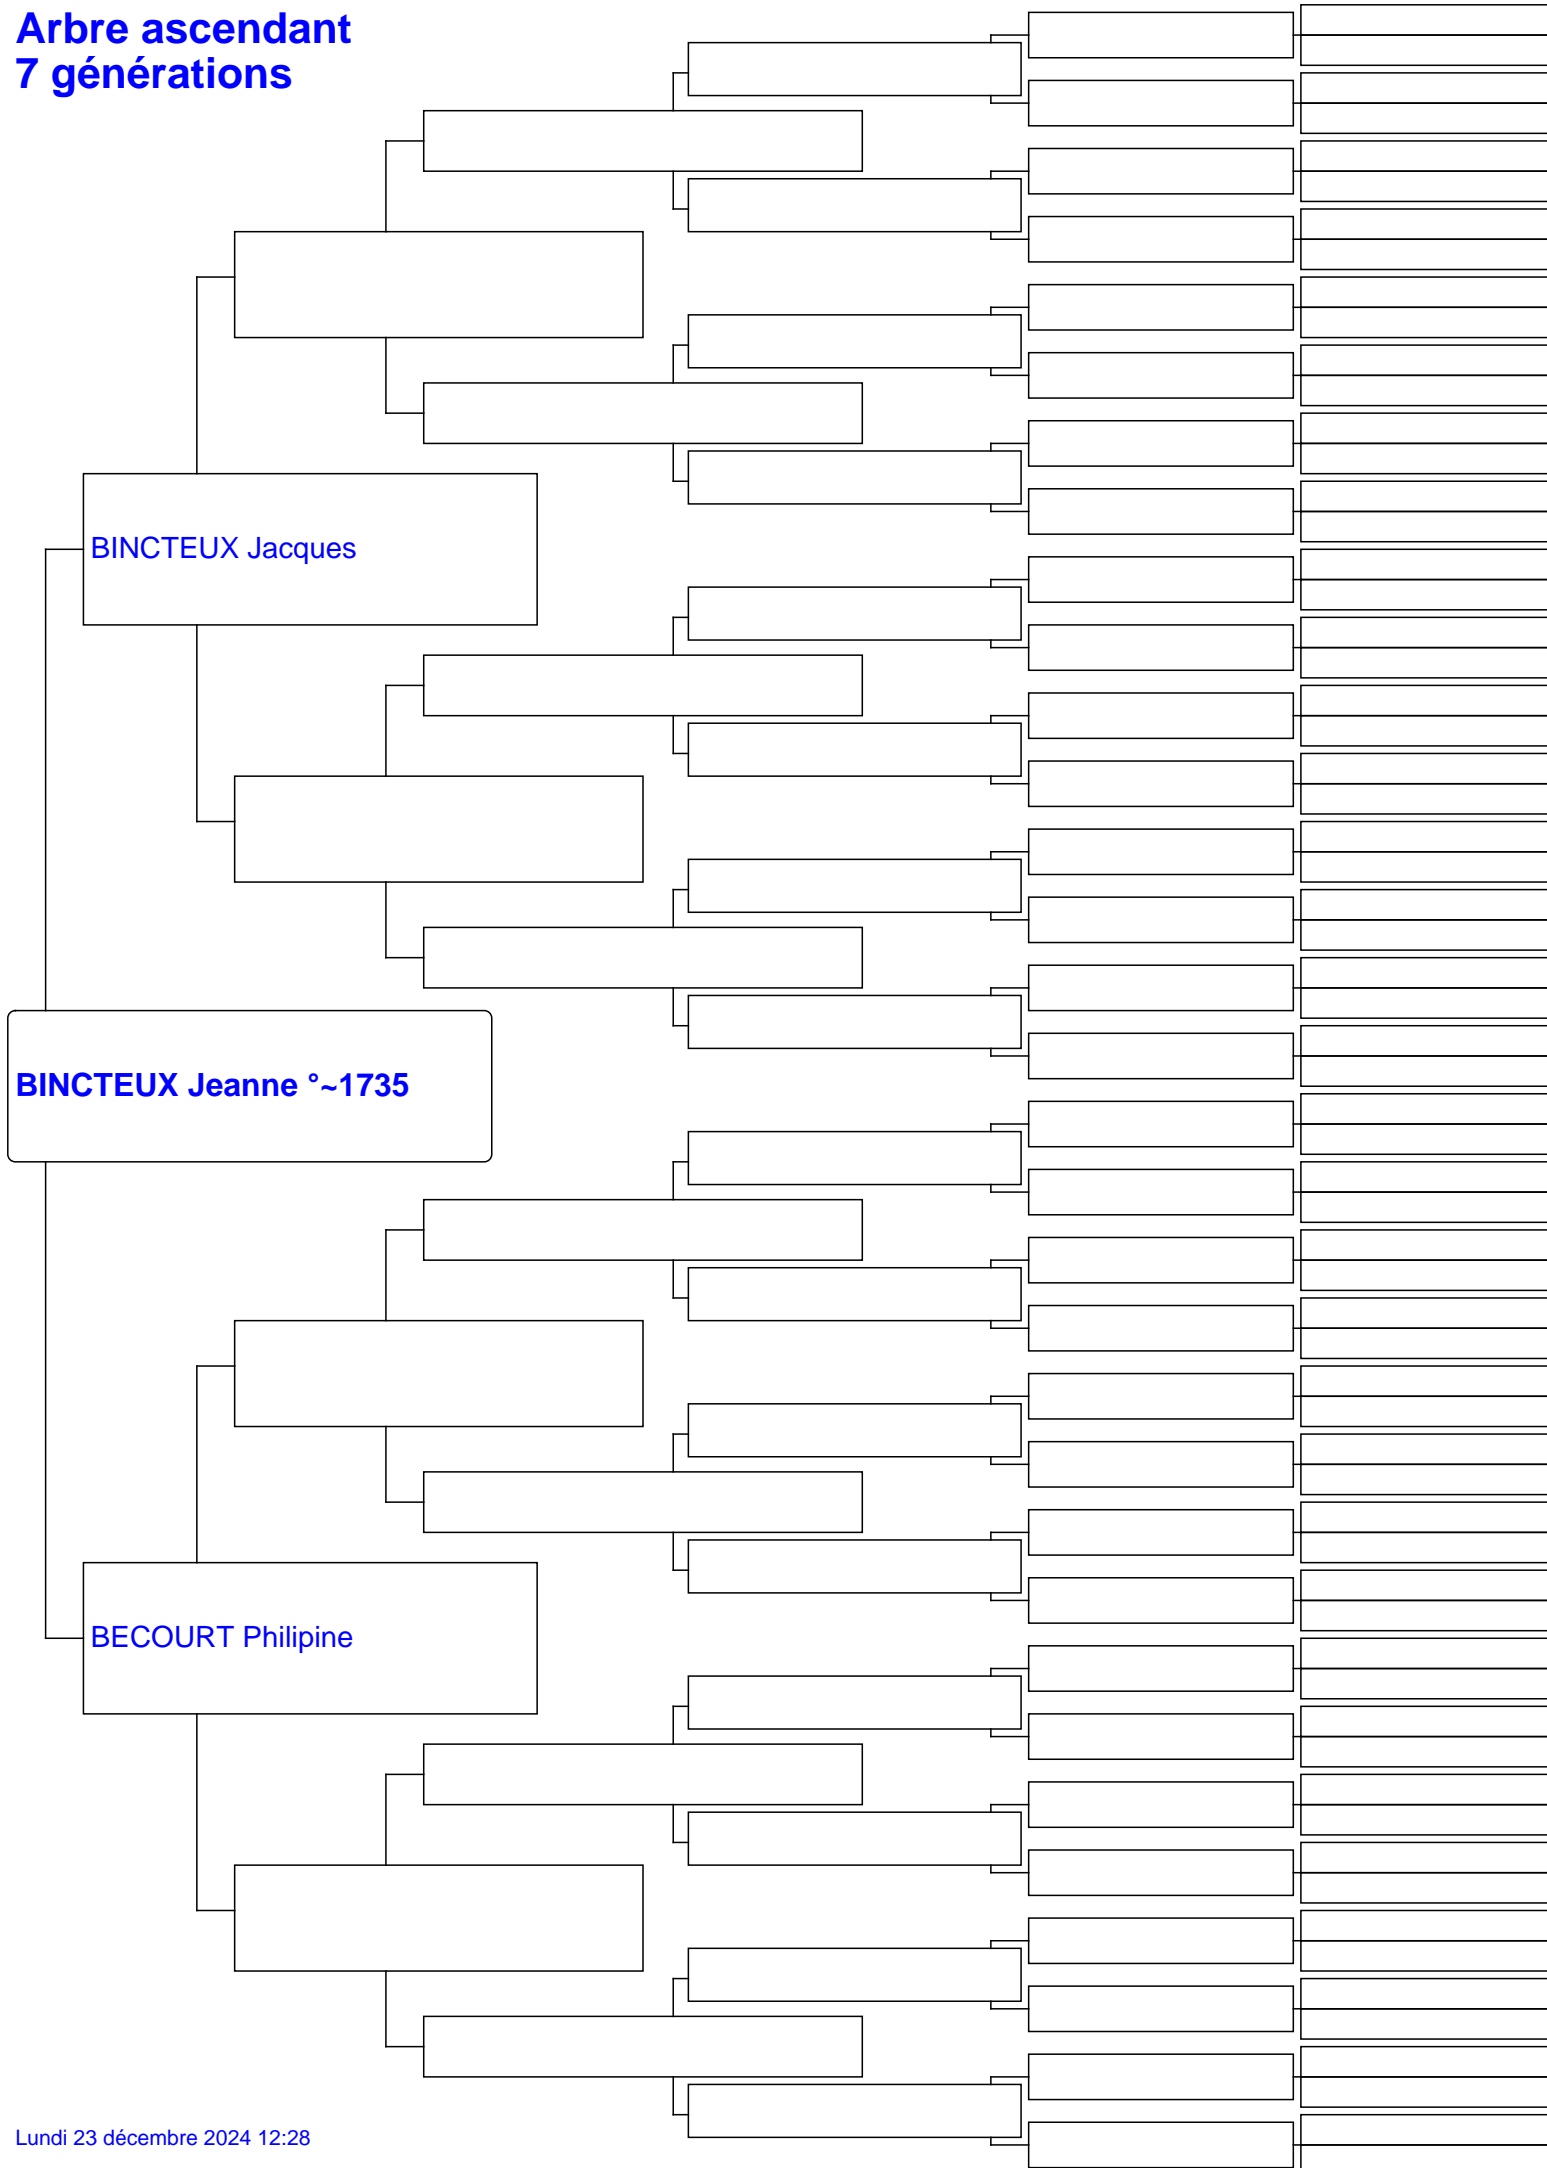 Arbre ascendant
7 générations
BINCTEUX Jacques
BINCTEUX Jeanne °~1735
BECOURT Philipine
Lundi 23 décembre 2024 12:28